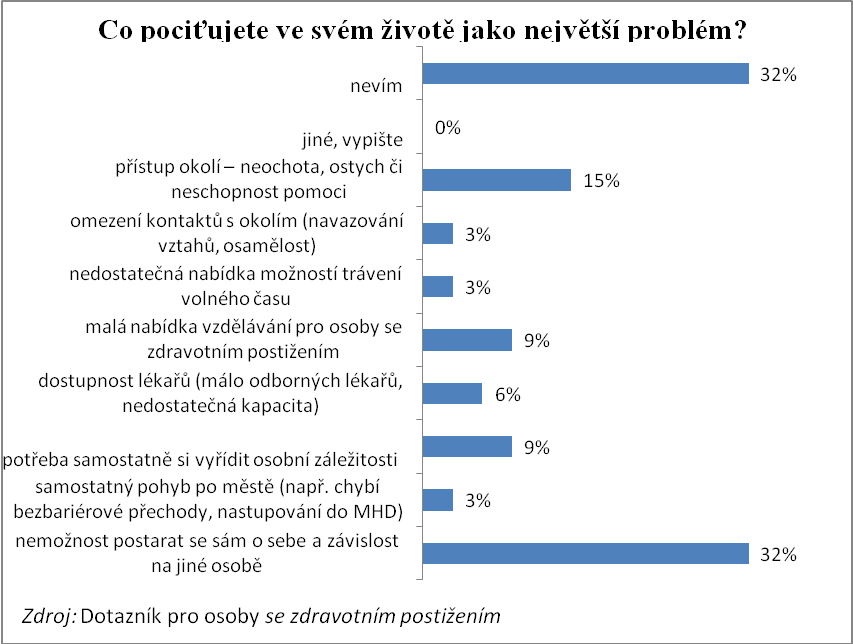 Co pociťujete ve svém životě jako největší problém?
nevím
32%
jiné, vypište
0%
přístup okolí – neochota, ostych či
neschopnost pomoci
15%
omezení kontaktů s okolím (navazování
vztahů, osamělost)
3%
nedostatečná nabídka možností trávení
volného času
3%
malá nabídka vzdělávání pro osoby se
zdravotním postižením
9%
dostupnost lékařů (málo odborných lékařů,
nedostatečná kapacita)
6%
potřeba samostatně si vyřídit osobní záležitosti
9%
samostatný pohyb po městě (např. chybí
bezbariérové přechody, nastupování do MHD)
3%
nemožnost postarat se sám o sebe a závislost
na jiné osobě
32%
Zdroj: Dotazník pro osoby se zdravotním postižením